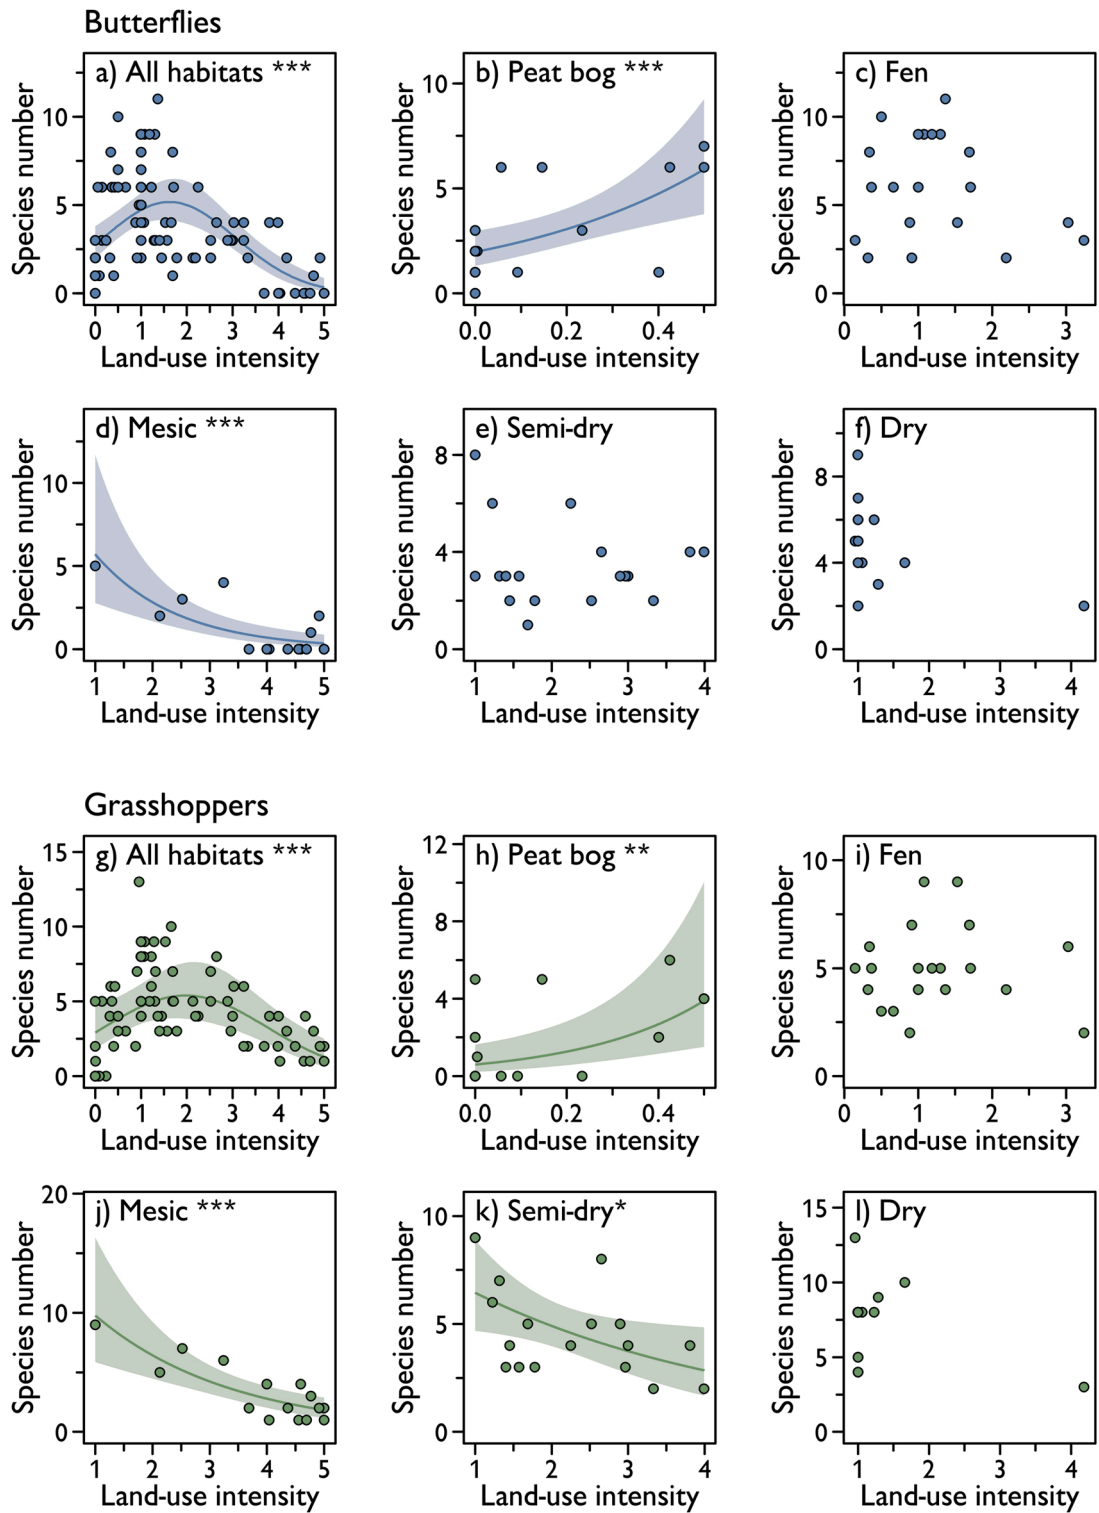 Butterflies
a) All habitats ***
b) Peat bog ***
c) Fen
Species number
10
5
0
Species number
10
5
0
Species number
10
5
0
0 1 2 3 4 5
0.0 0.2 0.4
0 1 2 3
Land-use intensity
Land-use intensity
Land-use intensity
d) Mesic ***
e) Semi-dry
f) Dry
Species number
10
5
0
Species number
8
4
0
Species number
8
4
0
1 2 3 4 5
1 2 3 4
1 2 3 4
Land-use intensity
Land-use intensity
Land-use intensity
Grasshoppers
g) All habitats ***
h) Peat bog **
i) Fen
Species number
15
10
5
0
Species number
12
8
4
0
Species number
10
5
0
0 1 2 3 4 5
0.0 0.2 0.4
0 1 2 3
Land-use intensity
Land-use intensity
Land-use intensity
j) Mesic ***
k) Semi-dry*
l) Dry
Species number
20
10
0
Species number
10
5
0
Species number
15
10
5
0
1 2 3 4 5
1 2 3 4
1 2 3 4
Land-use intensity
Land-use intensity
Land-use intensity